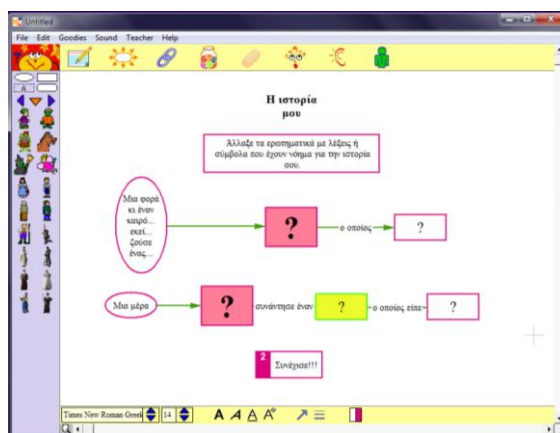 Untitled
File Edit Goodies Sound Teacher Help
Η ιστορία
μου
Άλλαξε τα ερωτηματικά με λέξεις ή
σύμβολα που έχουν νόημα για την ιστορία
σου.
Μια φορά
κι έναν
καιρό...
εκεί...
ζούσε
ένας...
?
ο οποίος
?
Μια μέρα
?
συνάντησε έναν
?
ο οποίος είπε
?
2
Συνέχισε!!!
Times New Roman Greek
14
A A A A